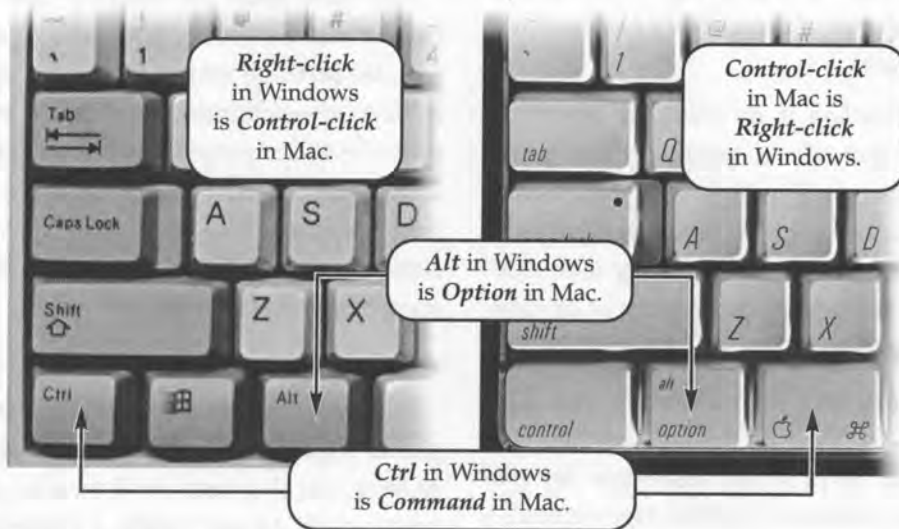 Right-click
in Windows
is Control-click
in Mac.
Control-click
in Mac is
Right-click
in Windows.
Alt in Windows
is Option in Mac.
Ctrl in Windows
is Command in Mac.
` ! @ #
1 4
Tab
Caps Lock A S D
Shift Z X
Ctrl Alt
` ! @ #
1
tab Q
A S D
shift Z X
control alt option ⌘